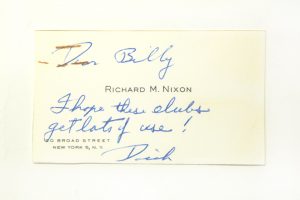 Dear Billy
RICHARD M. NIXON
I hope these clubs
get lots of use!
20 BROAD STREET
NEW YORK 5, N. Y.
Dick